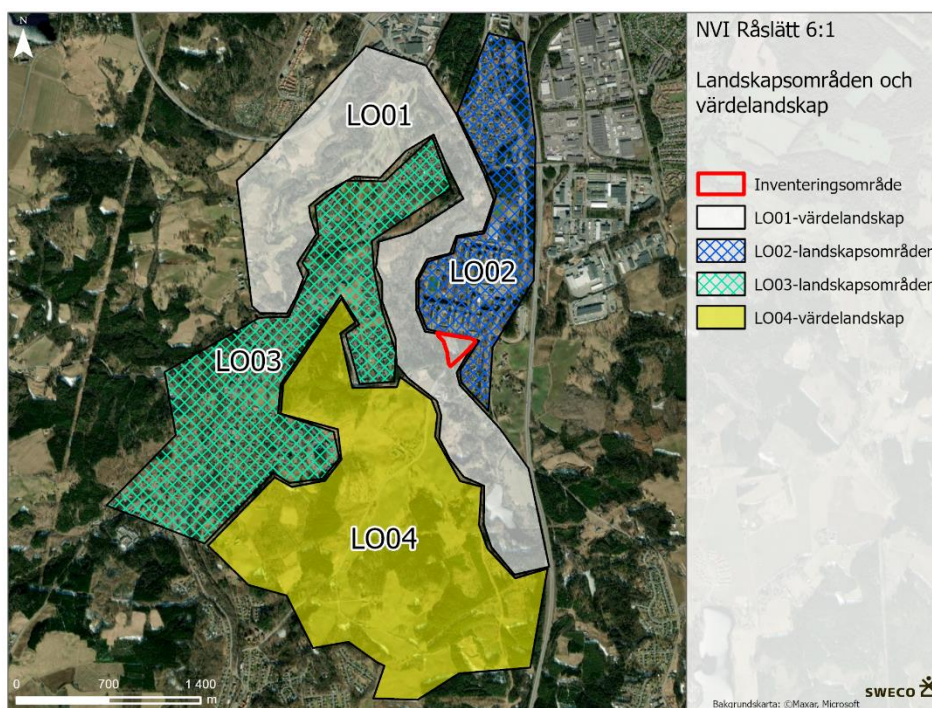 NVI Råslätt 6:1
Landskapsområden och
värdelandskap
Inventeringsområde
LO01-värdelandskap
LO02-landskapsområden
LO03-landskapsområden
LO04-värdelandskap
N
LO01
LO02
LO03
LO04
0 700 1 400
m
SWECO
Bakgrundskarta: ©Maxar, Microsoft